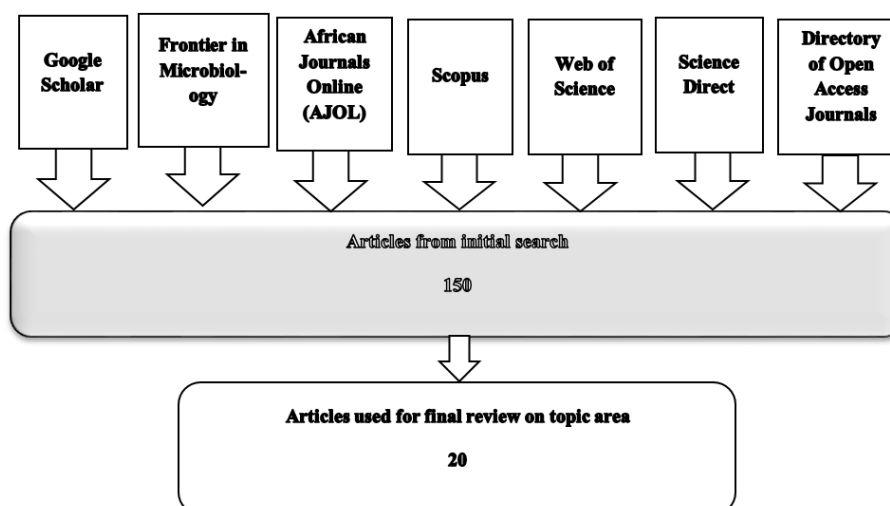 Google
Scholar
Frontier in
Microbiol-
ogy
African
Journals
Online
(AJOL)
Scopus
Web of
Science
Science
Direct
Directory
of Open
Access
Journals
Articles from initial search
150
Articles used for final review on topic area
20